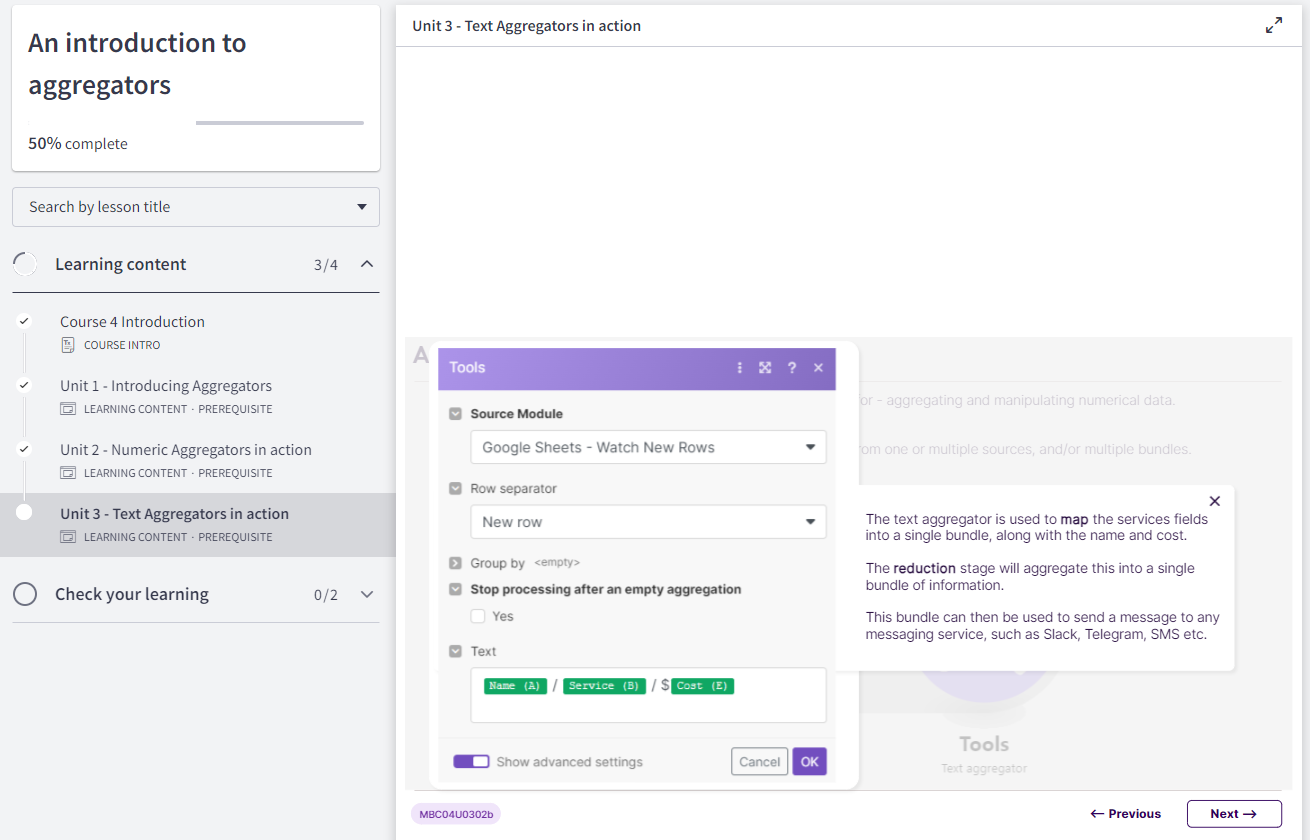 An introduction to
aggregators
50% complete
Search by lesson title
Learning content 3/4
Course 4 Introduction
COURSE INTRO
Unit 1 - Introducing Aggregators
LEARNING CONTENT · PREREQUISITE
Unit 2 - Numeric Aggregators in action
LEARNING CONTENT · PREREQUISITE
Unit 3 - Text Aggregators in action
LEARNING CONTENT · PREREQUISITE
Check your learning 0/2
Unit 3 - Text Aggregators in action
A
Tools
?
Source Module
Google Sheets - Watch New Rows
Row separator
New row
Group by <empty>
Stop processing after an empty aggregation
Yes
Text
Name (A) / Service (B) / $ Cost (E)
Show advanced settings
Cancel OK
or - aggregating and manipulating numerical data.
om one or multiple sources, and/or multiple bundles.
The text aggregator is used to map the services fields
into a single bundle, along with the name and cost.
The reduction stage will aggregate this into a single
bundle of information.
This bundle can then be used to send a message to any
messaging service, such as Slack, Telegram, SMS etc.
Tools
Text aggregator
MBC04U0302b
← Previous
Next →